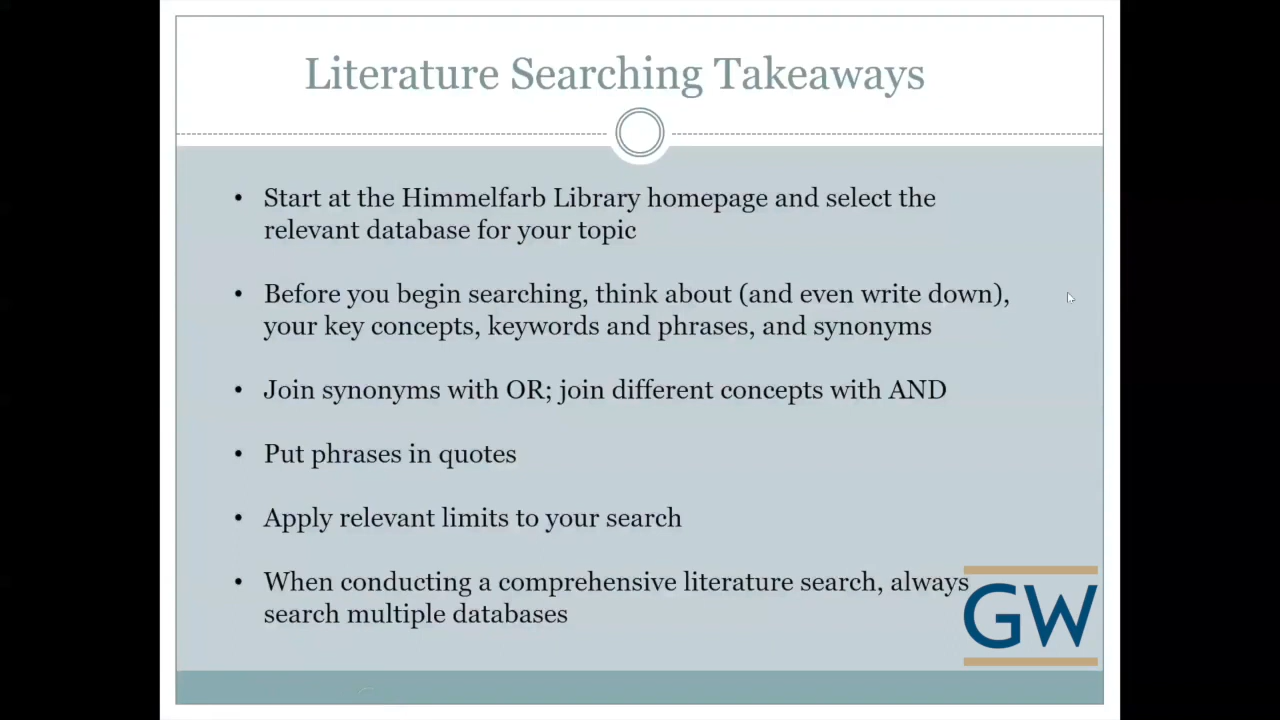 Literature Searching Takeaways
• Start at the Himmelfarb Library homepage and select the
relevant database for your topic
• Before you begin searching, think about (and even write down),
your key concepts, keywords and phrases, and synonyms
• Join synonyms with OR; join different concepts with AND
• Put phrases in quotes
• Apply relevant limits to your search
• When conducting a comprehensive literature search, always
search multiple databases
GW